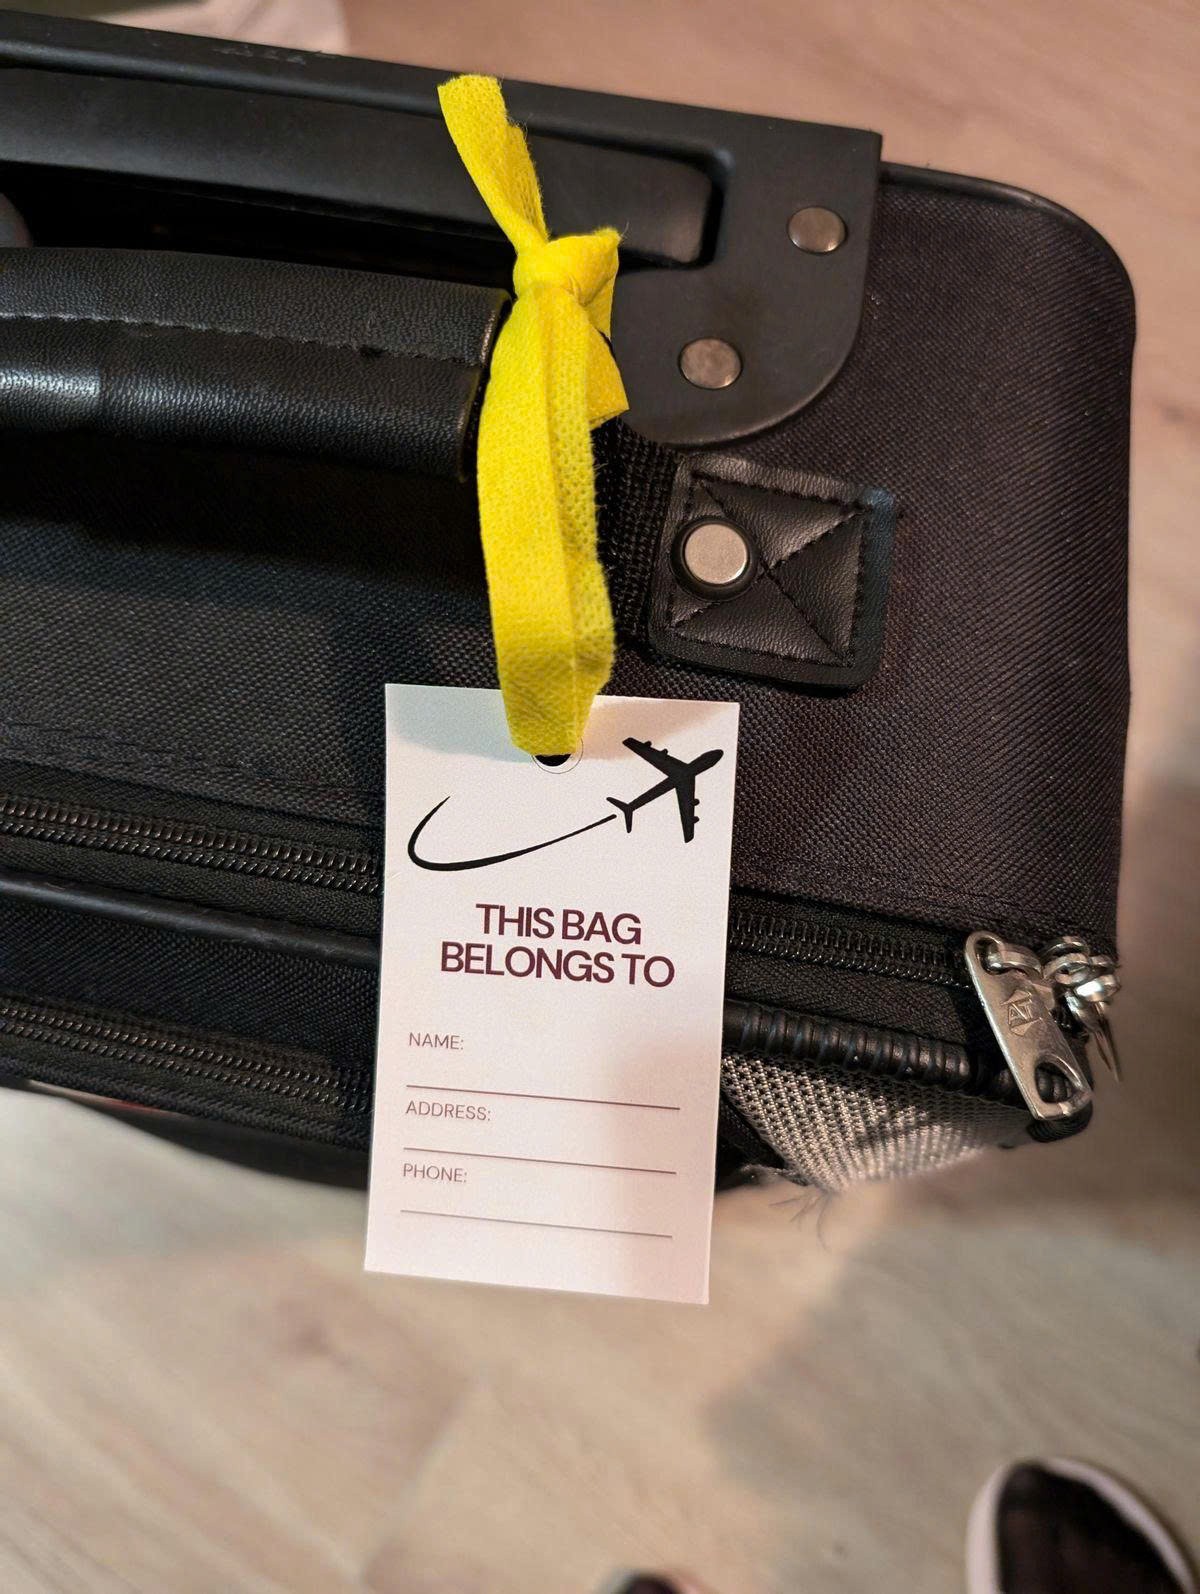 THIS BAG
BELONGS TO
NAME:
ADDRESS:
PHONE: